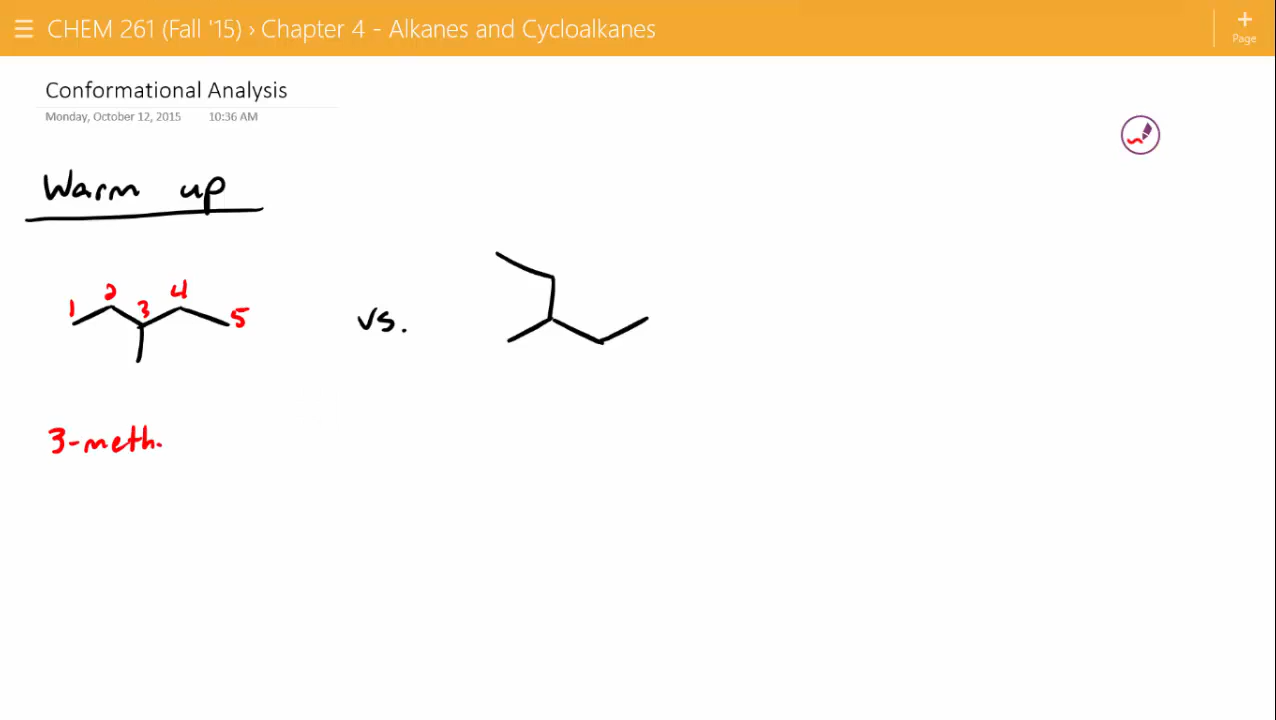 CHEM 261 (Fall '15) › Chapter 4 - Alkanes and Cycloalkanes
Page
Conformational Analysis
Monday, October 12, 2015 10:36 AM
Warm up
1 2 3 4 5
vs.
3-meth.